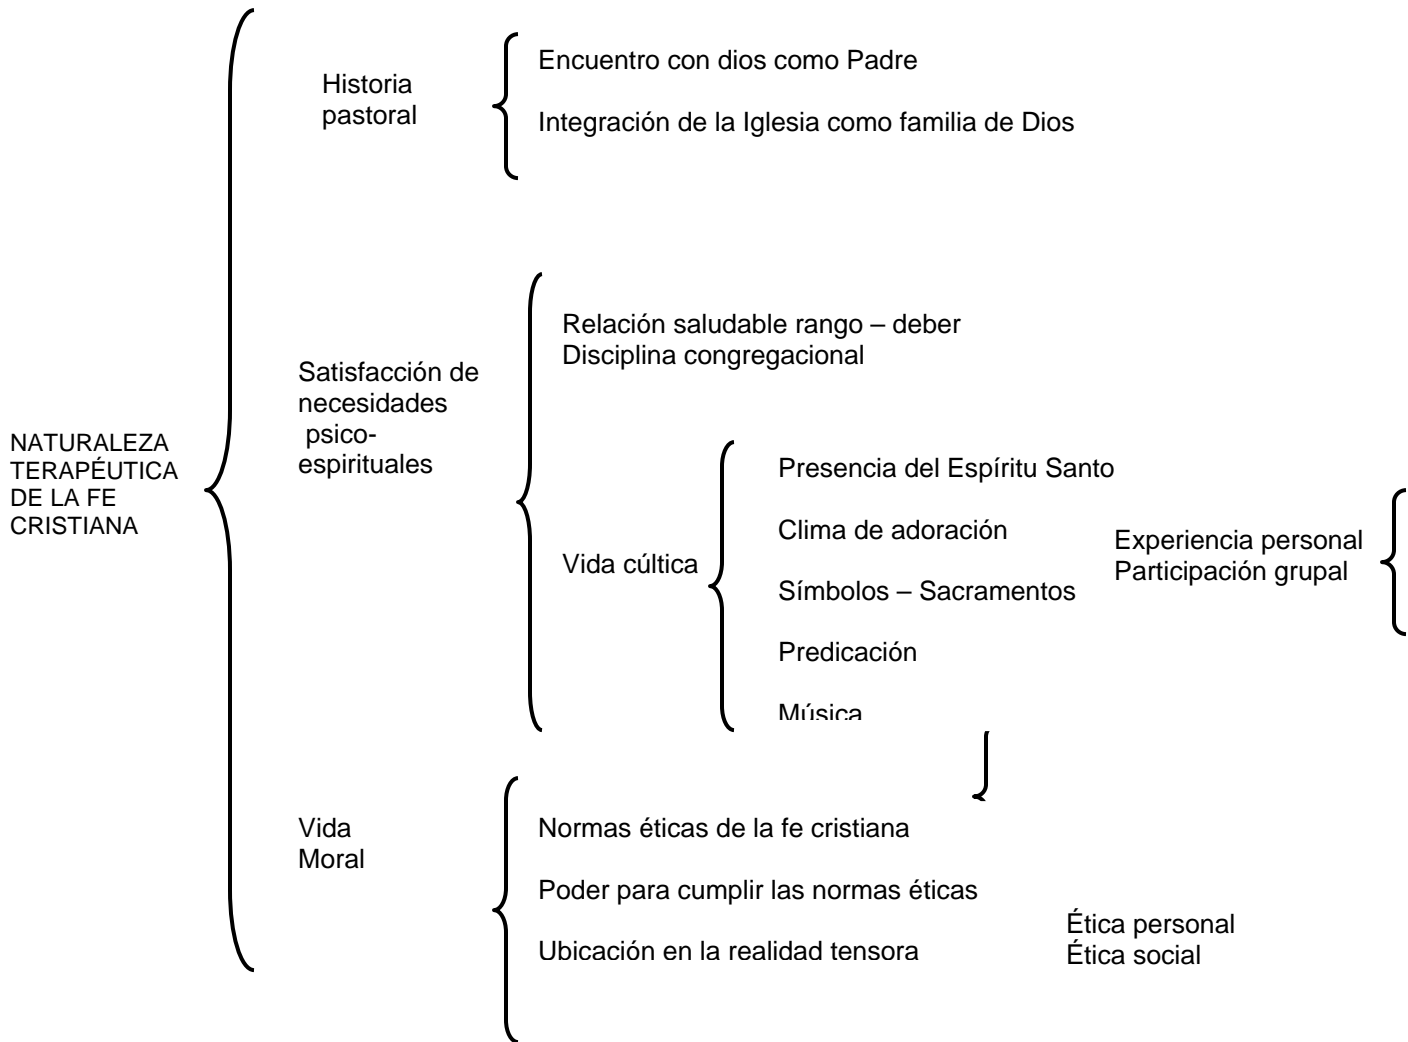 Historia
pastoral
Encuentro con dios como Padre
Integración de la Iglesia como familia de Dios
NATURALEZA
TERAPÉUTICA
DE LA FE
CRISTIANA
Satisfacción de
necesidades
psico-
espirituales
Relación saludable rango – deber
Disciplina congregacional
Vida cúltica
Presencia del Espíritu Santo
Clima de adoración
Símbolos – Sacramentos
Predicación
Música
Experiencia personal
Participación grupal
Vida
Moral
Normas éticas de la fe cristiana
Poder para cumplir las normas éticas
Ubicación en la realidad tensora
Ética personal
Ética social